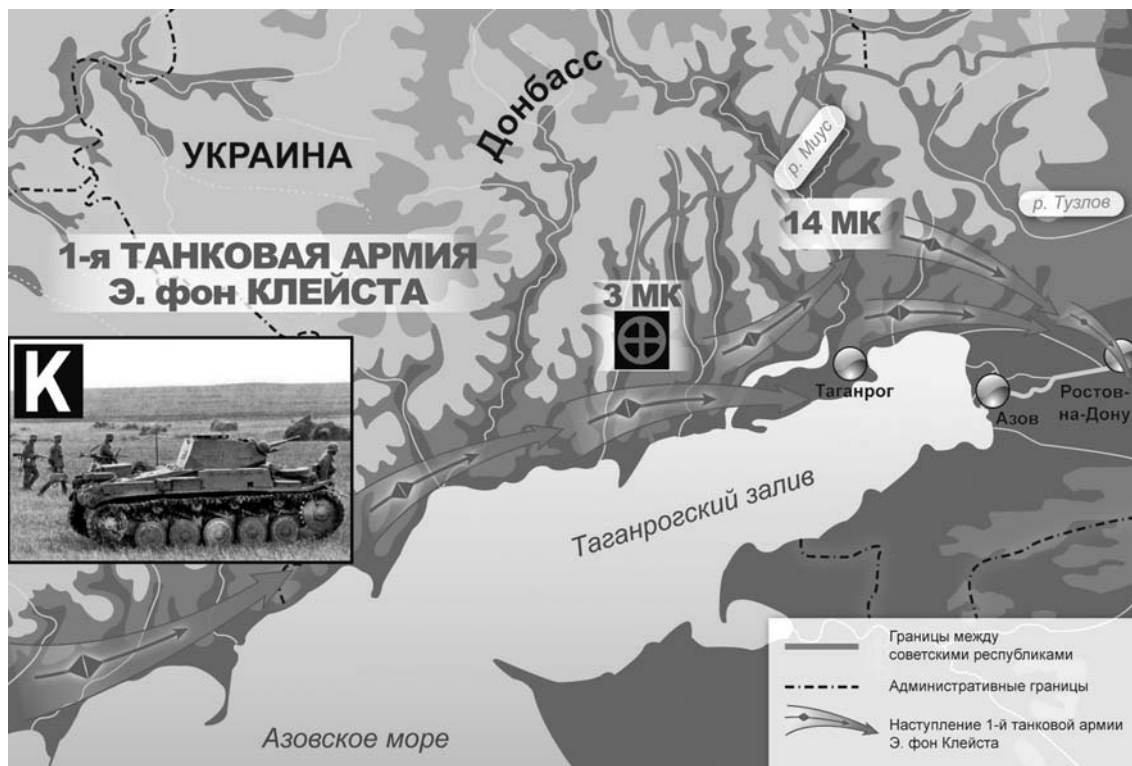 Донбасс
УКРАИНА
р. Миус
р. Тузлов
14 МК
1-я ТАНКОВАЯ АРМИЯ
Э. фон КЛЕЙСТА
3 МК
K
Таганрог
Азов
Ростов-
на-Дону
Таганрогский залив
Азовское море
Границы между
советскими республиками
Административные границы
Наступление 1-й танковой армии
Э. фон Клейста